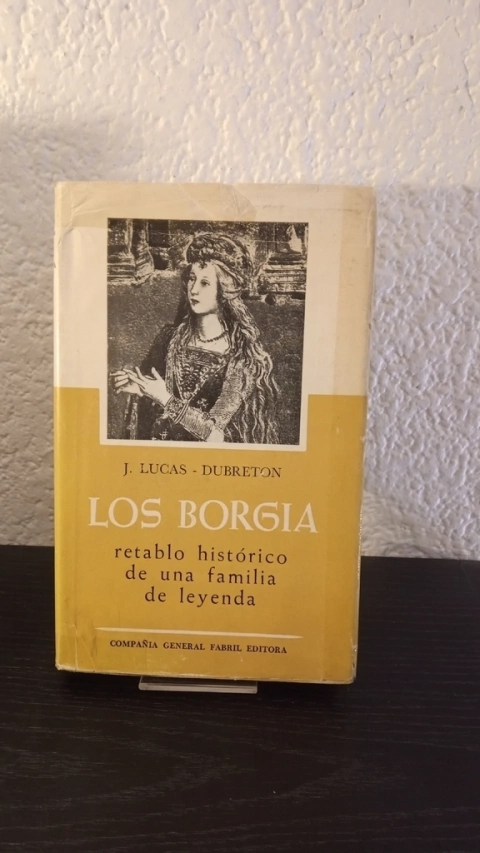 J. LUCAS - DUBRETON
LOS BORGIA
retablo histórico
de una familia
de leyenda
COMPAÑIA GENERAL FABRIL EDITORA